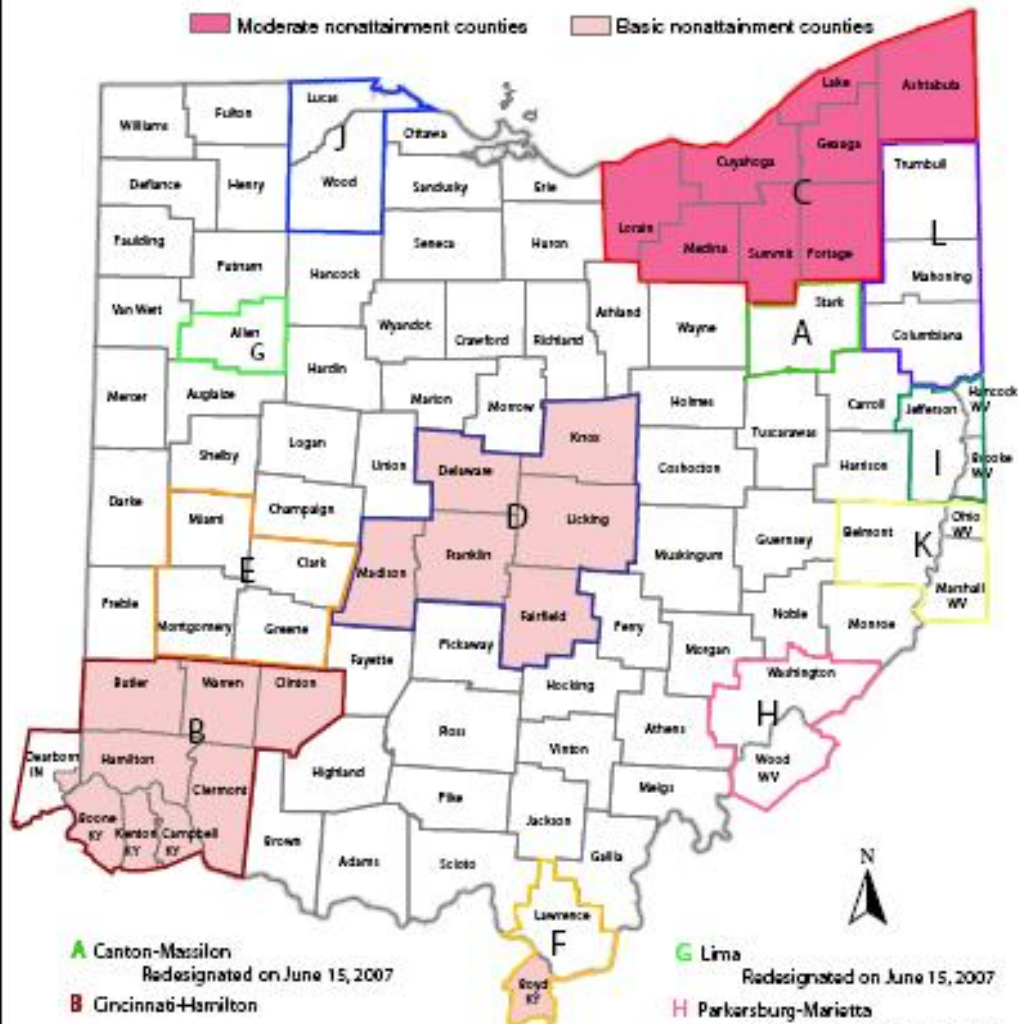 Moderate nonattainment counties
Basic nonattainment counties
Lake
Ashtabula
Lucas
Fulton
Williams
J
Ottawa
Geauga
Cuyahoga
Trumbull
Defiance
Henry
Wood
Sandusky
Erie
C
Lorain
L
Paulding
Putnam
Seneca
Huron
Medina
Summit
Portage
Hancock
Mahoning
Van Wert
Allen
G
Wyandot
Crawford
Richland
Ashland
Wayne
Stark
A
Columbiana
Hardin
Mercer
Auglaize
Marion
Morrow
Holmes
Carroll
Jefferson
Hancock
WV
Logan
Shelby
Union
Delaware
Knox
Tuscarawas
Coshocton
Harrison
I
Brooke
WV
Darke
Miami
Champaign
D
Licking
Belmont
K
Ohio
WV
Clark
E
Madison
Franklin
Muskingum
Guernsey
Marshall
WV
Preble
Montgomery
Greene
Fairfield
Perry
Noble
Monroe
Fayette
Pickaway
Morgan
Washington
Butler
Warren
Clinton
Hocking
H
B
Ross
Athens
Vinton
Dearborn
IN
Hamilton
Wood
WV
Highland
Clermont
Pike
Meigs
Boone
KY
Kenton
KY
Campbell
KY
Jackson
Brown
Adams
Scioto
Gallia
N
Lawrence
F
Boyd
KY
A Canton-Massilon
Redesignated on June 15, 2007
B Cincinnati-Hamilton
G Lima
Redesignated on June 15, 2007
H Parkersburg-Marietta